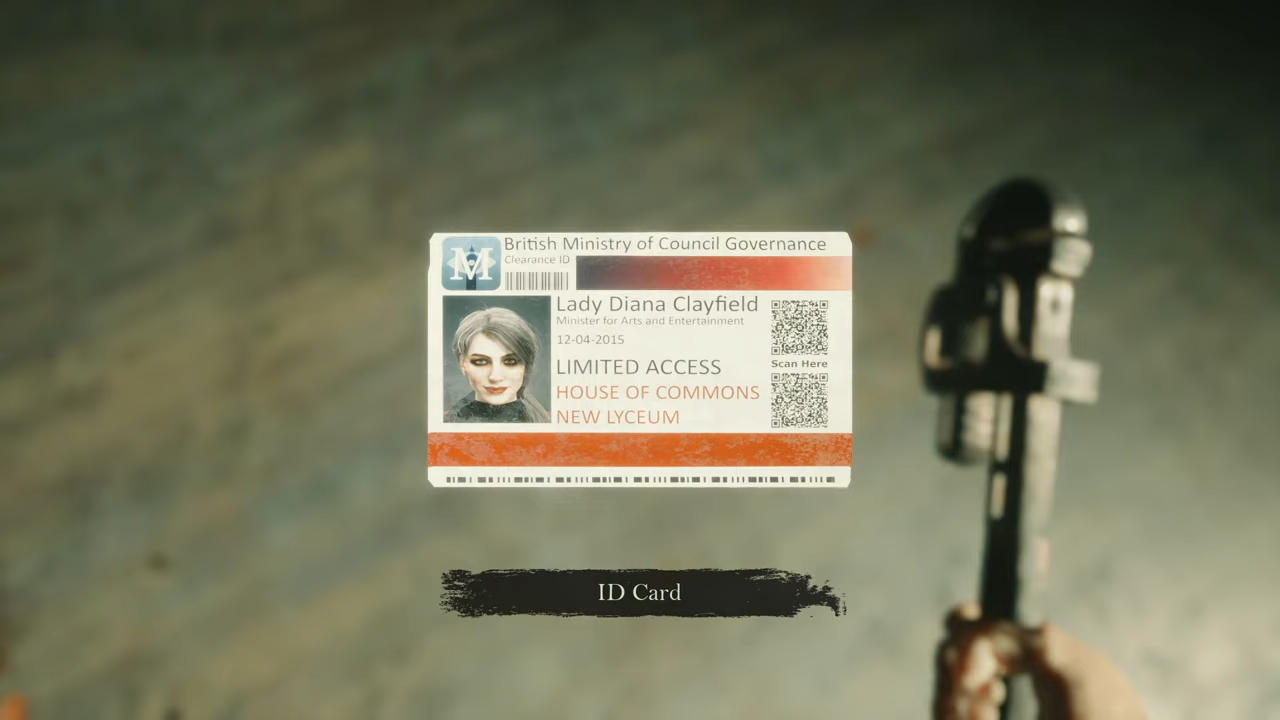 M
British Ministry of Council Governance
Clearance ID
Lady Diana Clayfield
Minister for Arts and Entertainment
12-04-2015
LIMITED ACCESS
HOUSE OF COMMONS
NEW LYCEUM
Scan Here
ID Card